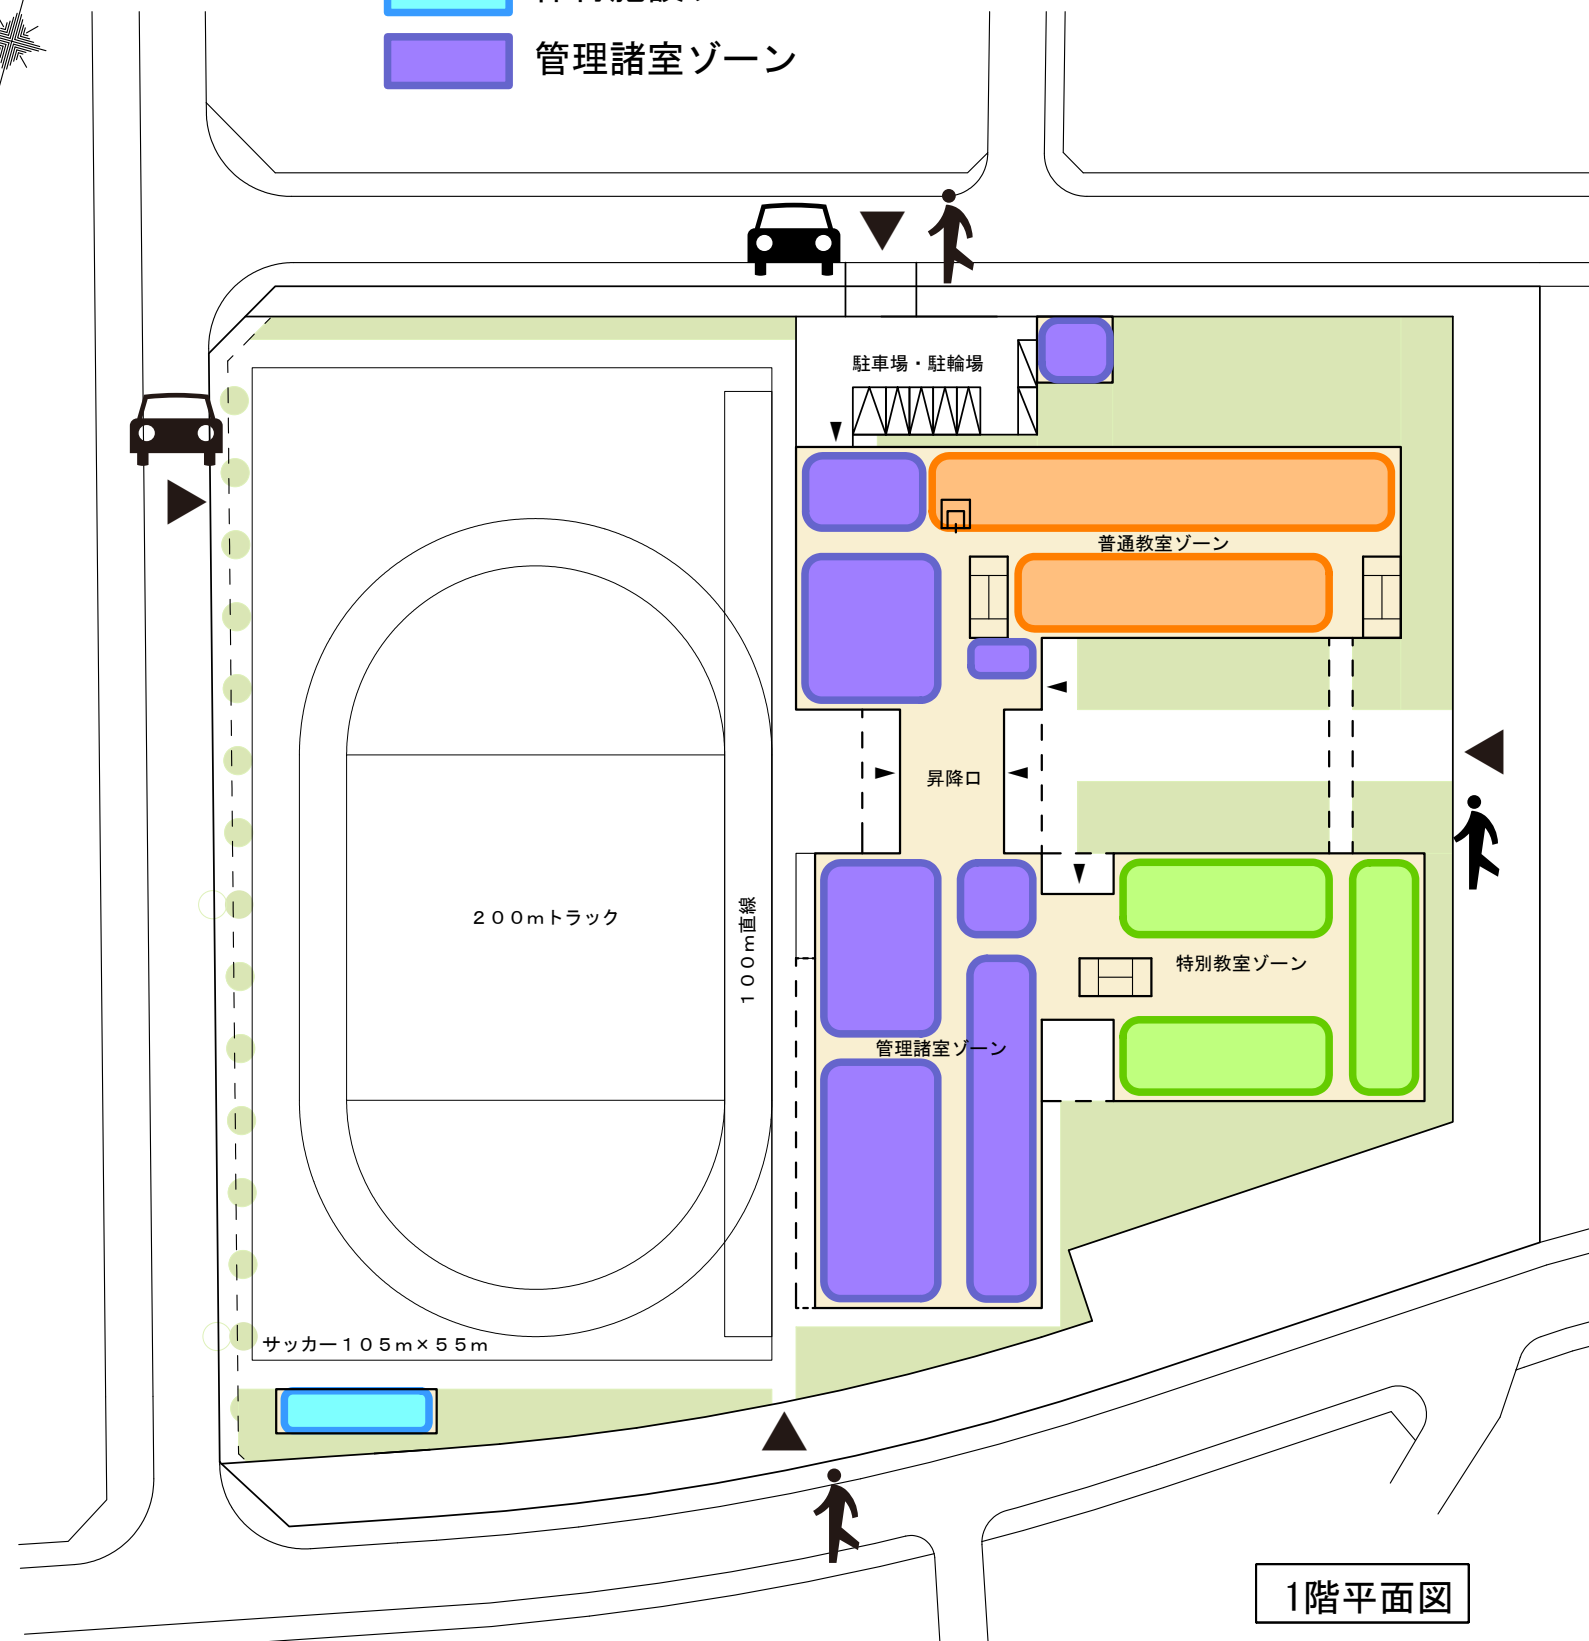 管理諸室ゾーン
駐車場・駐輪場
普通教室ゾーン
昇降口
200mトラック
100m直線
特別教室ゾーン
管理諸室ゾーン
サッカー105m×55m
1階平面図